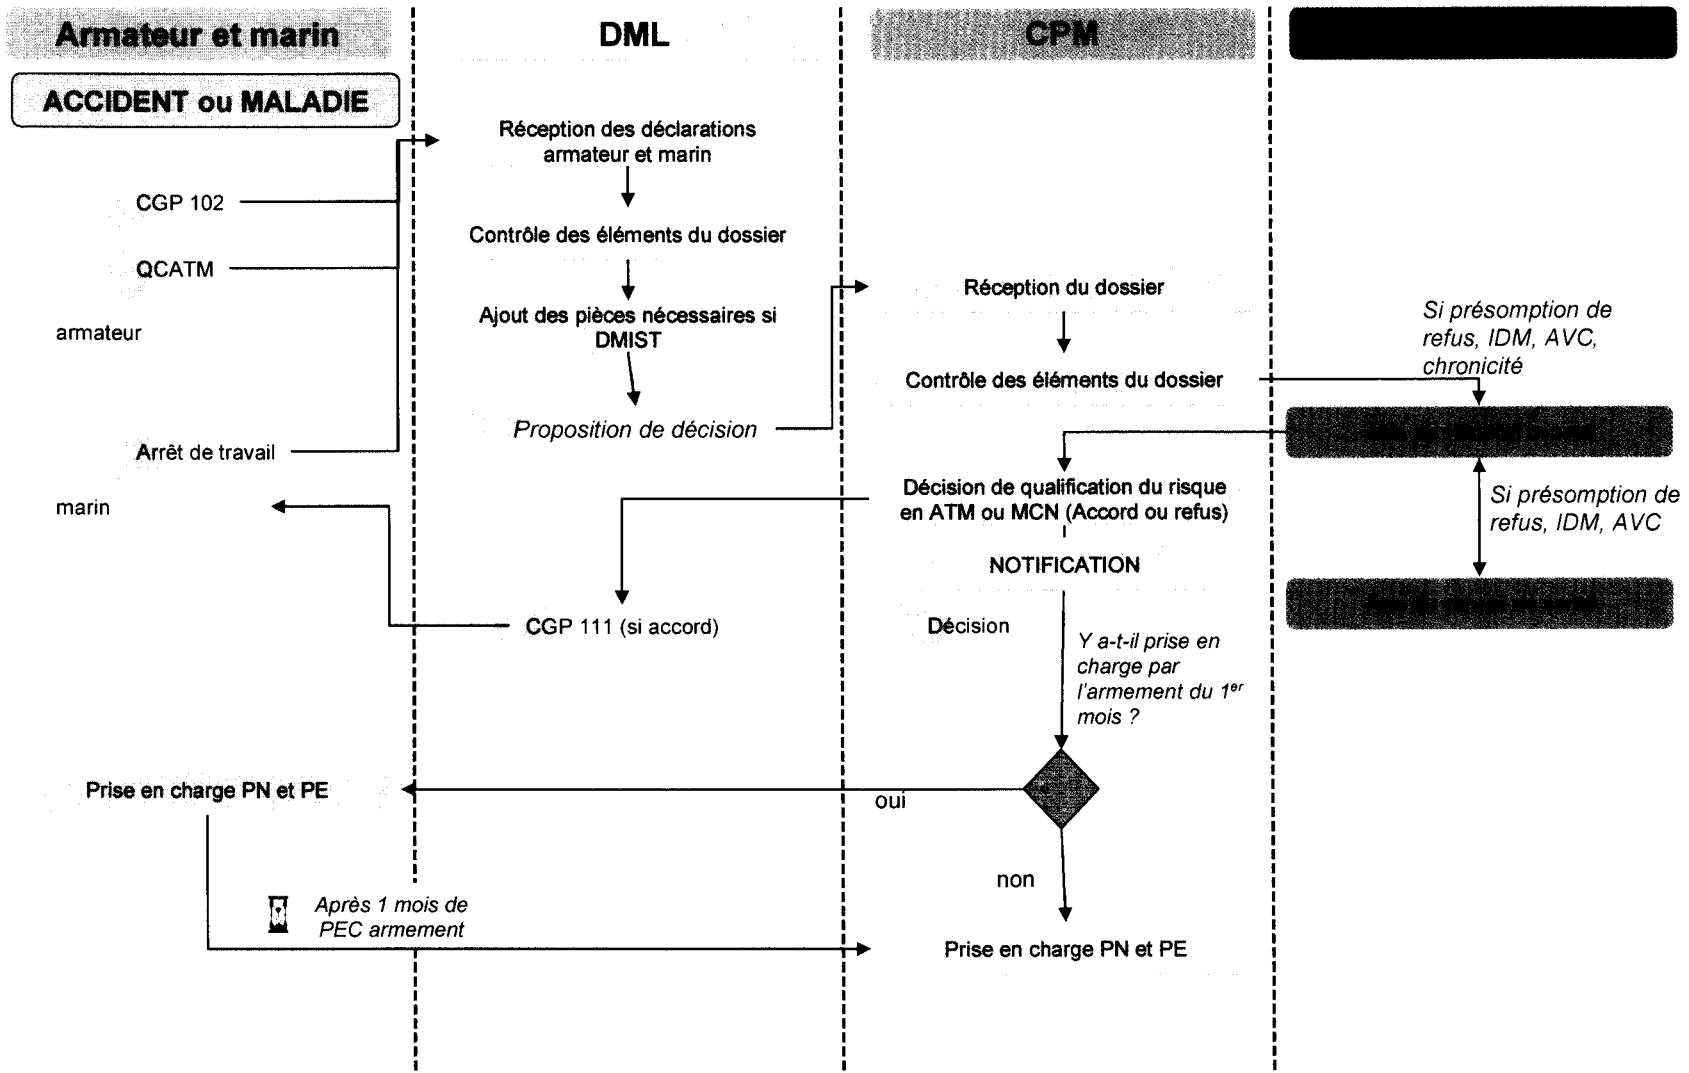 Armateur et marin
DML
CPM
ACCIDENT ou MALADIE
CGP 102
QCATM
armateur
Arrêt de travail
marin
Réception des déclarations
armateur et marin
Contrôle des éléments du dossier
Ajout des pièces nécessaires si
DMIST
Proposition de décision
CGP 111 (si accord)
Réception du dossier
Contrôle des éléments du dossier
Décision de qualification du risque
en ATM ou MCN (Accord ou refus)
NOTIFICATION
Décision
Y a-t-il prise en
charge par
l'armement du 1er
mois ?
Si présomption de
refus, IDM, AVC,
chronicité
Si présomption de
refus, IDM, AVC
Prise en charge PN et PE
oui
non
Après 1 mois de
PEC armement
Prise en charge PN et PE